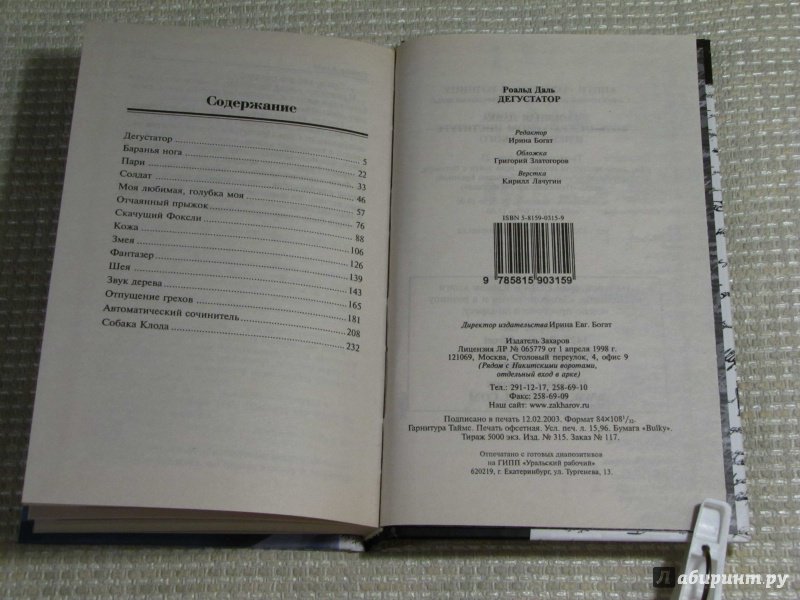 Содержание
Дегустатор 5
Баранья нога 22
Пари 33
Солдат 46
Моя любимая, голубка моя 57
Отчаянный прыжок 76
Скачущий Фоксли 88
Кожа 106
Змея 126
Фантазер 139
Шея 143
Звук дерева 165
Отпущение грехов 181
Автоматический сочинитель 208
Собака Клода 232
Роальд Даль
ДЕГУСТАТОР
Редактор
Ирина Богат
Обложка
Григорий Златогоров
Верстка
Кирилл Лачугин
ISBN 5-8159-0315-9
9 785815 903159
Директор издательства Ирина Евг. Богат
Издатель Захаров
Лицензия ЛР № 065779 от 1 апреля 1998 г.
121069, Москва, Столовый переулок, 4, офис 9
(Рядом с Никитскими воротами,
отдельный вход в арке)
Тел.: 291-12-17, 258-69-10
Факс: 258-69-09
Наш сайт: www.zakharov.ru
Подписано в печать 12.02.2003. Формат 84×108¹/₃₂.
Гарнитура Таймс. Печать офсетная. Усл. печ. л. 15,96. Бумага «Bulky».
Тираж 5000 экз. Изд. № 315. Заказ № 117.
Отпечатано с готовых диапозитивов
на ГИПП «Уральский рабочий»
620219, г. Екатеринбург, ул. Тургенева, 13.
Лабиринт.ру